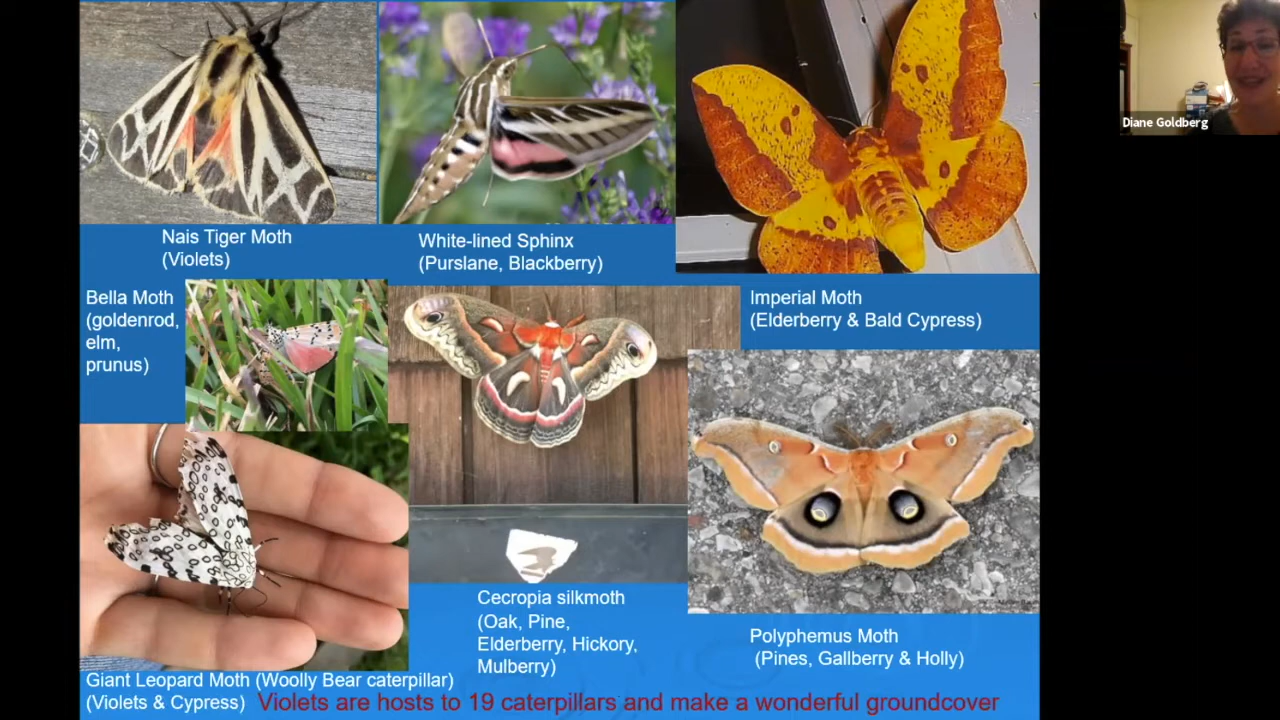 Diane Goldberg
Nais Tiger Moth
(Violets)
White-lined Sphinx
(Purslane, Blackberry)
Bella Moth
(goldenrod,
elm,
prunus)
Imperial Moth
(Elderberry & Bald Cypress)
Cecropia silkmoth
(Oak, Pine,
Elderberry, Hickory,
Mulberry)
Polyphemus Moth
(Pines, Gallberry & Holly)
Giant Leopard Moth (Woolly Bear caterpillar)
(Violets & Cypress)
Violets are hosts to 19 caterpillars and make a wonderful groundcover